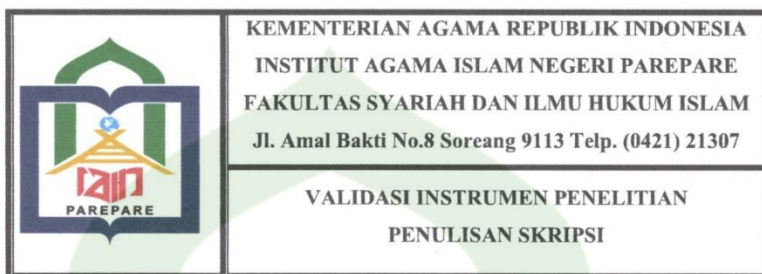 KEMENTERIAN AGAMA REPUBLIK INDONESIA
INSTITUT AGAMA ISLAM NEGERI PAREPARE
FAKULTAS SYARIAH DAN ILMU HUKUM ISLAM
Jl. Amal Bakti No.8 Soreang 9113 Telp. (0421) 21307
iain
PAREPARE
VALIDASI INSTRUMEN PENELITIAN
PENULISAN SKRIPSI